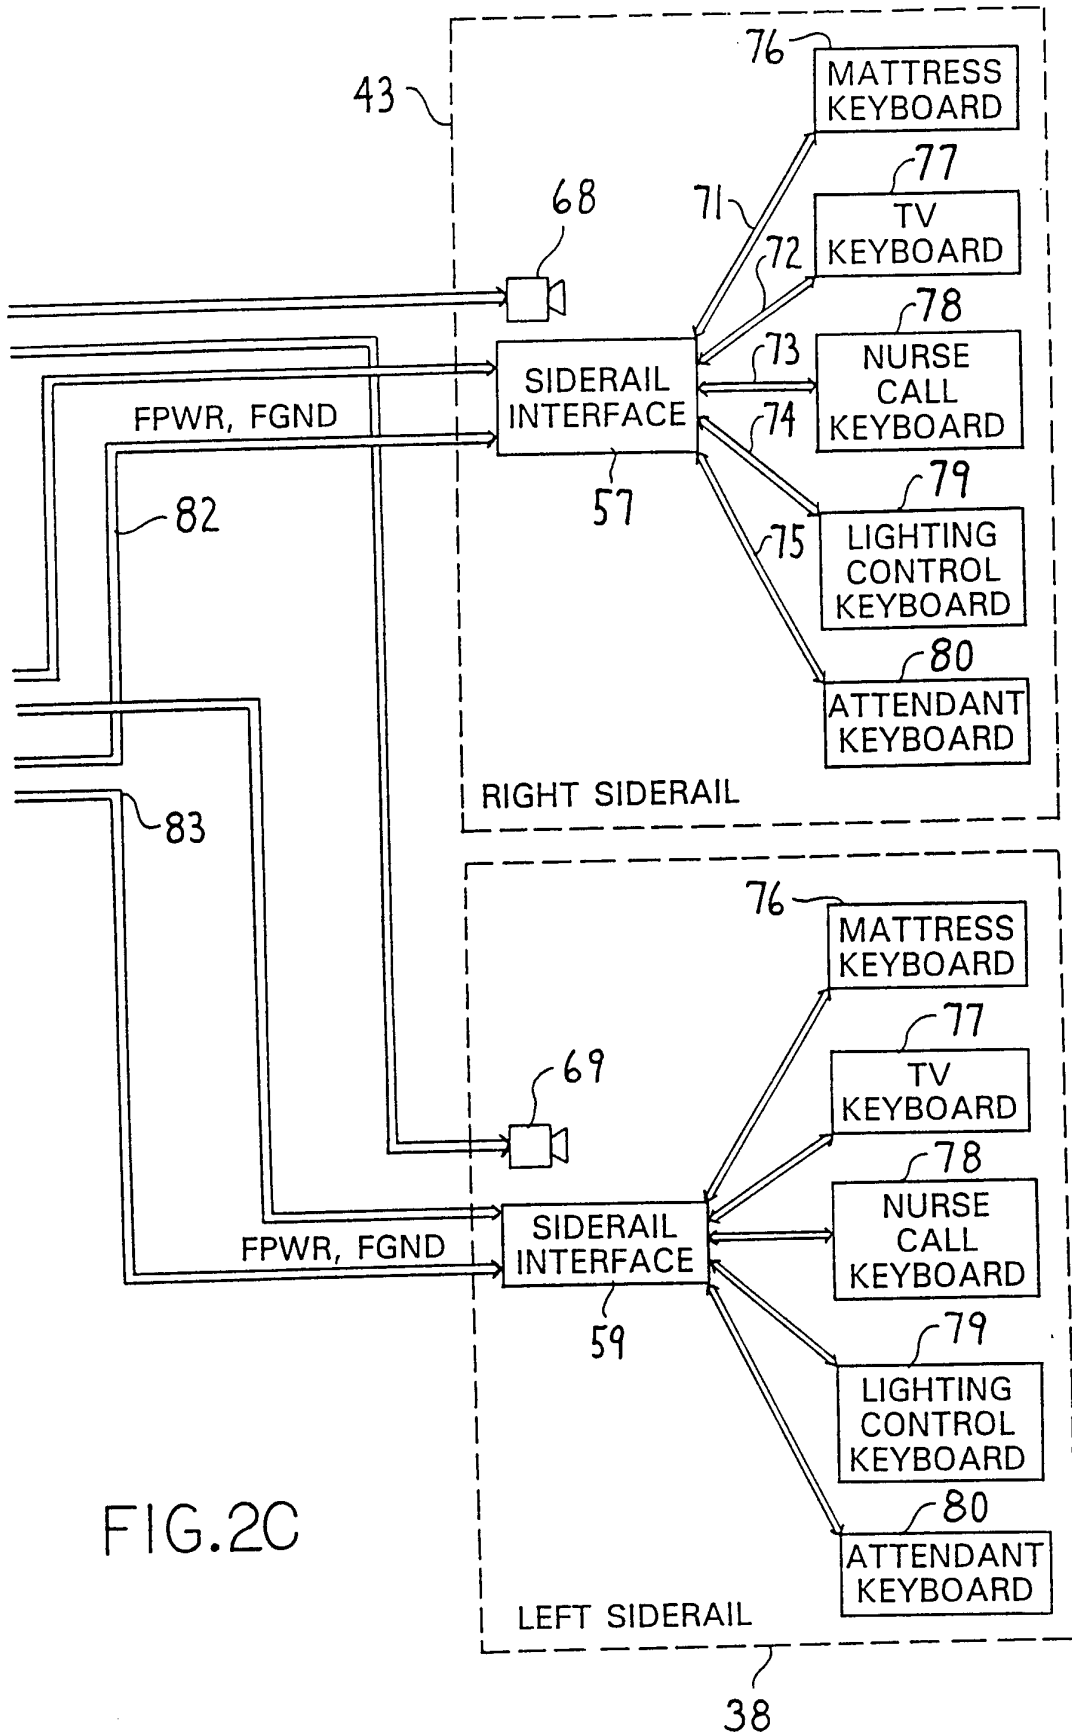 76
MATTRESS
KEYBOARD
43
77
71
TV
KEYBOARD
68
72
78
73
NURSE
CALL
KEYBOARD
SIDERAIL
INTERFACE
FPWR, FGND
74
79
57
82
75
LIGHTING
CONTROL
KEYBOARD
80
ATTENDANT
KEYBOARD
RIGHT SIDERAIL
83
76
MATTRESS
KEYBOARD
77
TV
KEYBOARD
69
78
NURSE
CALL
KEYBOARD
SIDERAIL
INTERFACE
FPWR, FGND
59
79
LIGHTING
CONTROL
KEYBOARD
80
FIG.2C
ATTENDANT
KEYBOARD
LEFT SIDERAIL
38